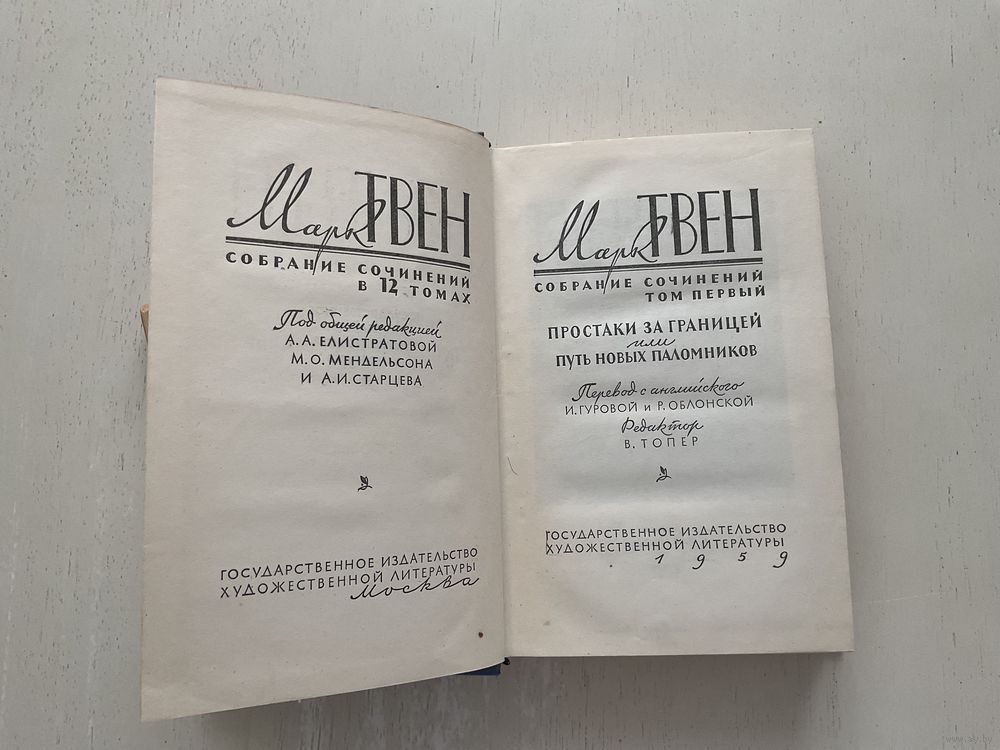 Марк ТВЕН
СОБРАНИЕ СОЧИНЕНИЙ
В 12 ТОМАХ
Под общей редакцией
А.А. ЕЛИСТРАТОВОЙ
М.О. МЕНДЕЛЬСОНА
И А.И. СТАРЦЕВА
ГОСУДАРСТВЕННОЕ ИЗДАТЕЛЬСТВО
ХУДОЖЕСТВЕННОЙ ЛИТЕРАТУРЫ
Москва
Марк ТВЕН
СОБРАНИЕ СОЧИНЕНИЙ
ТОМ ПЕРВЫЙ
ПРОСТАКИ ЗА ГРАНИЦЕЙ
или
ПУТЬ НОВЫХ ПАЛОМНИКОВ
Перевод с английского
И. ГУРОВОЙ и Р. ОБЛОНСКОЙ
Редактор
В. ТОПЕР
ГОСУДАРСТВЕННОЕ ИЗДАТЕЛЬСТВО
ХУДОЖЕСТВЕННОЙ ЛИТЕРАТУРЫ
1959